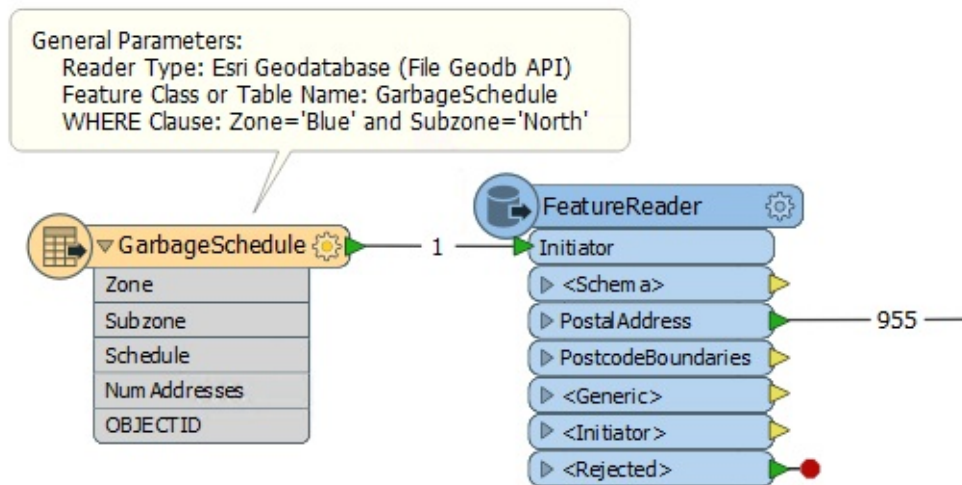 General Parameters:
Reader Type: Esri Geodatabase (File Geodb API)
Feature Class or Table Name: GarbageSchedule
WHERE Clause: Zone='Blue' and Subzone='North'
FeatureReader
GarbageSchedule
1
Initiator
Zone
<Schema>
Subzone
PostalAddress
955
Schedule
PostcodeBoundaries
NumAddresses
<Generic>
OBJECTID
<Initiator>
<Rejected>